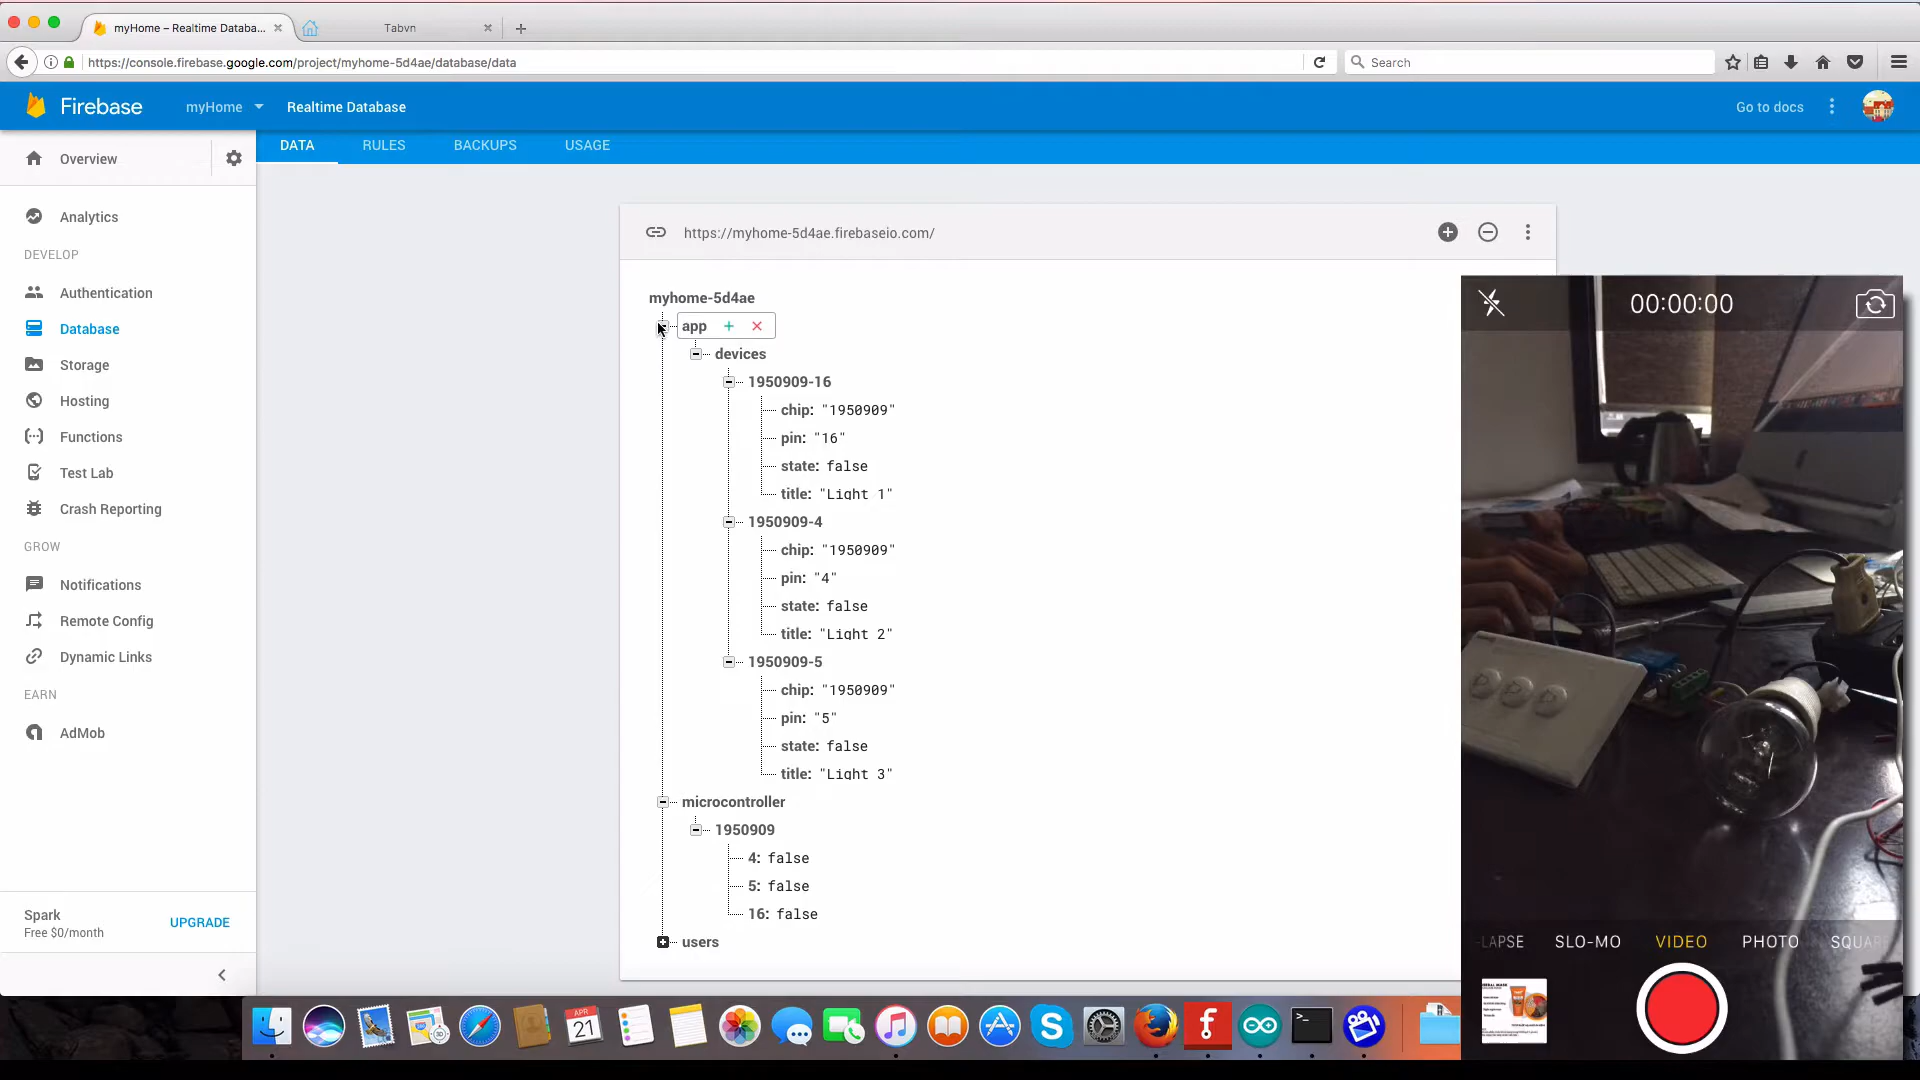 myHome – Realtime Databa...
Tabvn
https://console.firebase.google.com/project/myhome-5d4ae/database/data
Search
Firebase
myHome
Realtime Database
Go to docs
Overview
DATA
RULES
BACKUPS
USAGE
Analytics
DEVELOP
Authentication
Database
Storage
Hosting
Functions
Test Lab
Crash Reporting
GROW
Notifications
Remote Config
Dynamic Links
EARN
AdMob
Spark
Free $0/month
UPGRADE
https://myhome-5d4ae.firebaseio.com/
myhome-5d4ae
app
devices
1950909-16
chip: "1950909"
pin: "16"
state: false
title: "Light 1"
1950909-4
chip: "1950909"
pin: "4"
state: false
title: "Light 2"
1950909-5
chip: "1950909"
pin: "5"
state: false
title: "Light 3"
microcontroller
1950909
4: false
5: false
16: false
users
00:00:00
-LAPSE
SLO-MO
VIDEO
PHOTO
SQUAR
APR
21